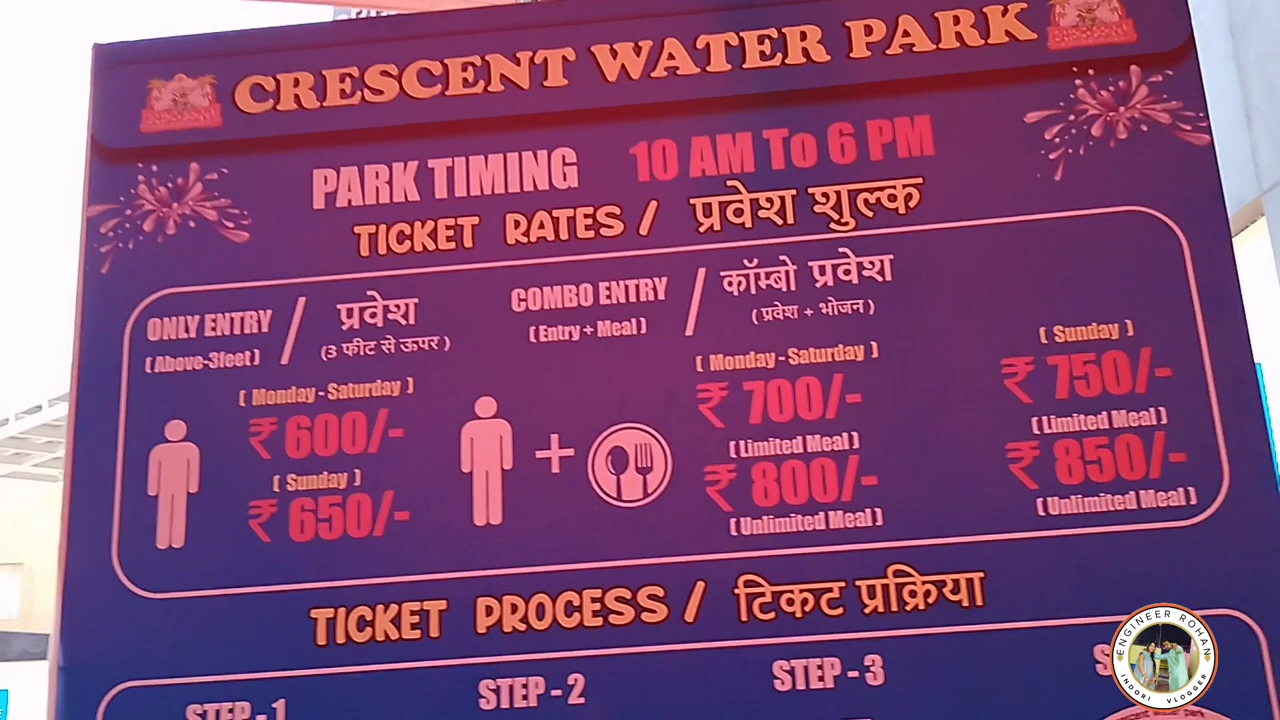 CRESCENT WATER PARK
PARK TIMING 10 AM To 6 PM
TICKET RATES / प्रवेश शुल्क
ONLY ENTRY / प्रवेश
(Above-3feet) (3 फीट से ऊपर)
COMBO ENTRY / कॉम्बो प्रवेश
(Entry + Meal) (प्रवेश + भोजन)
(Monday - Saturday)
₹ 600/-
(Sunday)
₹ 650/-
(Monday - Saturday)
₹ 700/-
(Limited Meal)
₹ 800/-
(Unlimited Meal)
(Sunday)
₹ 750/-
(Limited Meal)
₹ 850/-
(Unlimited Meal)
TICKET PROCESS / टिकट प्रक्रिया
STEP - 1
STEP - 2
STEP - 3
ENGINEER ROHAN
INDORI VLOGGER